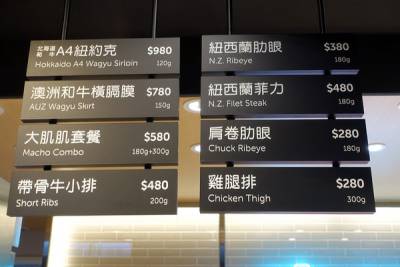 北海道和牛 A4紐約克 $980
Hokkaido A4 Wagyu Sirloin 120g
澳洲和牛橫膈膜 $780
AUZ Wagyu Skirt 150g
大肌肌套餐 $580
Macho Combo 180g+300g
帶骨牛小排 $480
Short Ribs 200g
紐西蘭肋眼 $380
N.Z. Ribeye 180g
紐西蘭菲力 $480
N.Z. Filet Steak 180g
肩卷肋眼 $280
Chuck Ribeye 180g
雞腿排 $280
Chicken Thigh 300g